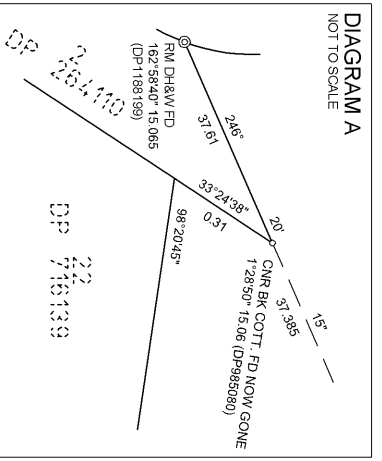 DIAGRAM A
NOT TO SCALE
246°
37.61
20'
15"
37.385
RM DH&W FD
162°58'40" 15.065
(DP1188199)
CNR BK COTT. FD NOW GONE
1°28'50" 15.06 (DP985080)
33°24'38"
0.31
98°20'45"
2
DP 264110
22
DP 716139